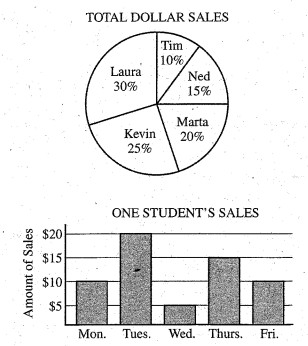 TOTAL DOLLAR SALES
Tim
10%
Ned
15%
Laura
30%
Marta
20%
Kevin
25%
ONE STUDENT'S SALES
Amount of Sales
$20
$15
$10
$5
Mon. Tues. Wed. Thurs. Fri.